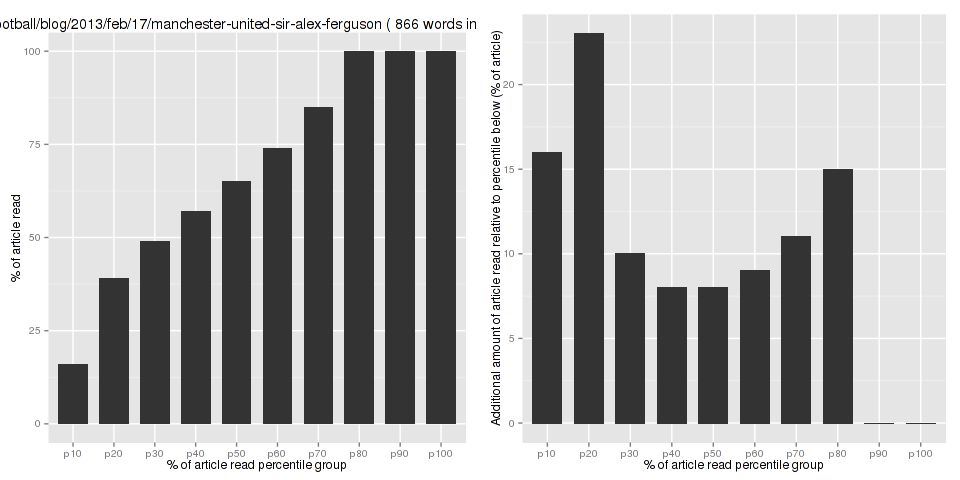 ootball/blog/2013/feb/17/manchester-united-sir-alex-ferguson ( 866 words in
% of article read
100
75
50
25
0
p10 p20 p30 p40 p50 p60 p70 p80 p90 p100
% of article read percentile group
Additional amount of article read relative to percentile below (% of article)
20
15
10
5
0
p10 p20 p30 p40 p50 p60 p70 p80 p90 p100
% of article read percentile group